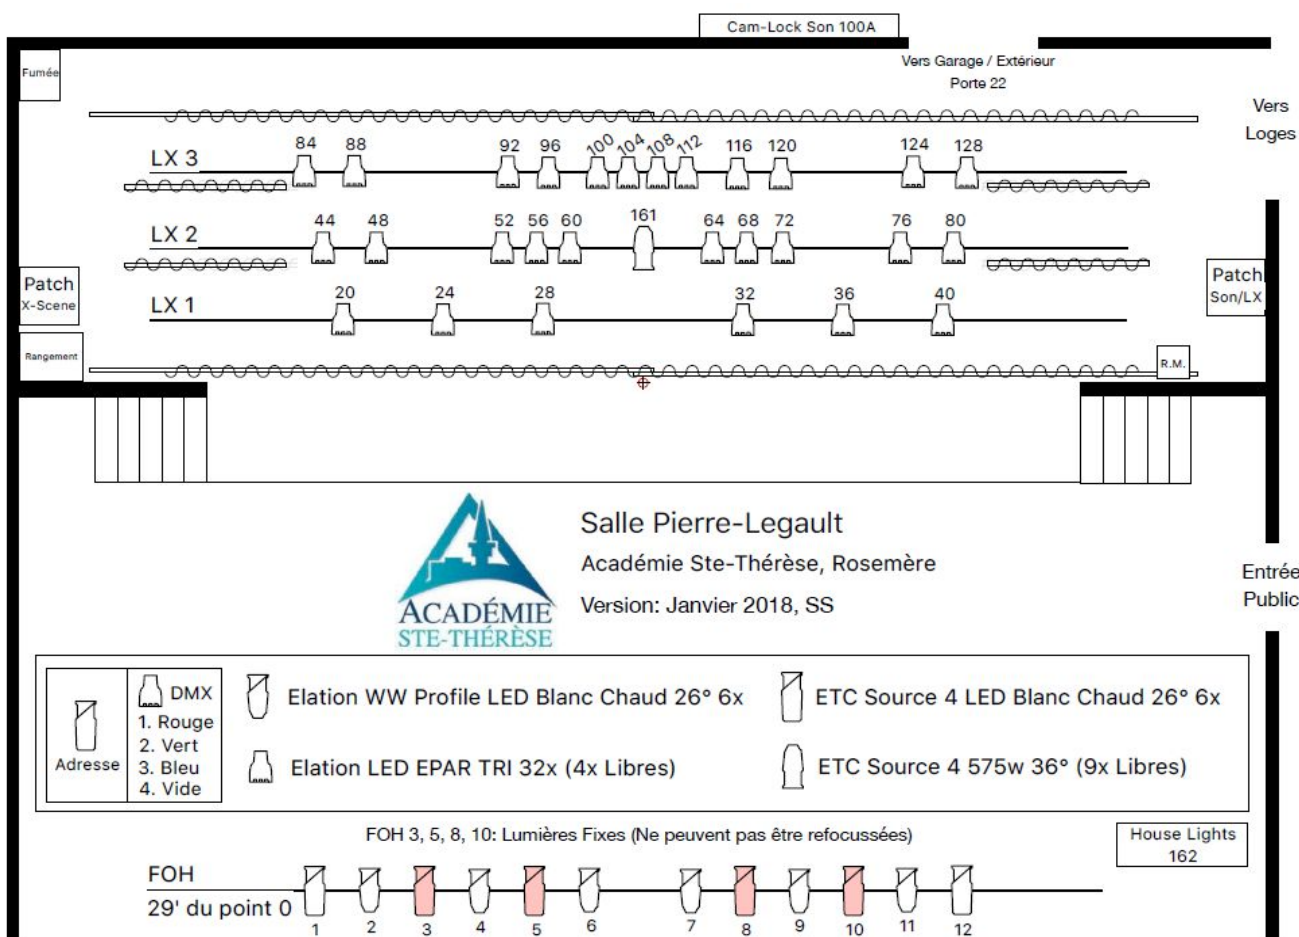 Cam-Lock Son 100A
Fumée
Vers Garage / Extérieur
Porte 22
Vers
Loges
LX 3
84 88 92 96 100 104 108 112 116 120 124 128
LX 2
44 48 52 56 60 161 64 68 72 76 80
Patch
X-Scene
Patch
Son/LX
LX 1
20 24 28 32 36 40
Rangement
R.M.
ACADÉMIE
STE-THÉRÈSE
Salle Pierre-Legault
Académie Ste-Thérèse, Rosemère
Version: Janvier 2018, SS
Entrée
Public
Adresse
DMX
1. Rouge
2. Vert
3. Bleu
4. Vide
Elation WW Profile LED Blanc Chaud 26° 6x
ETC Source 4 LED Blanc Chaud 26° 6x
Elation LED EPAR TRI 32x (4x Libres)
ETC Source 4 575w 36° (9x Libres)
FOH 3, 5, 8, 10: Lumières Fixes (Ne peuvent pas être refocussées)
House Lights
162
FOH
29' du point 0
1 2 3 4 5 6 7 8 9 10 11 12